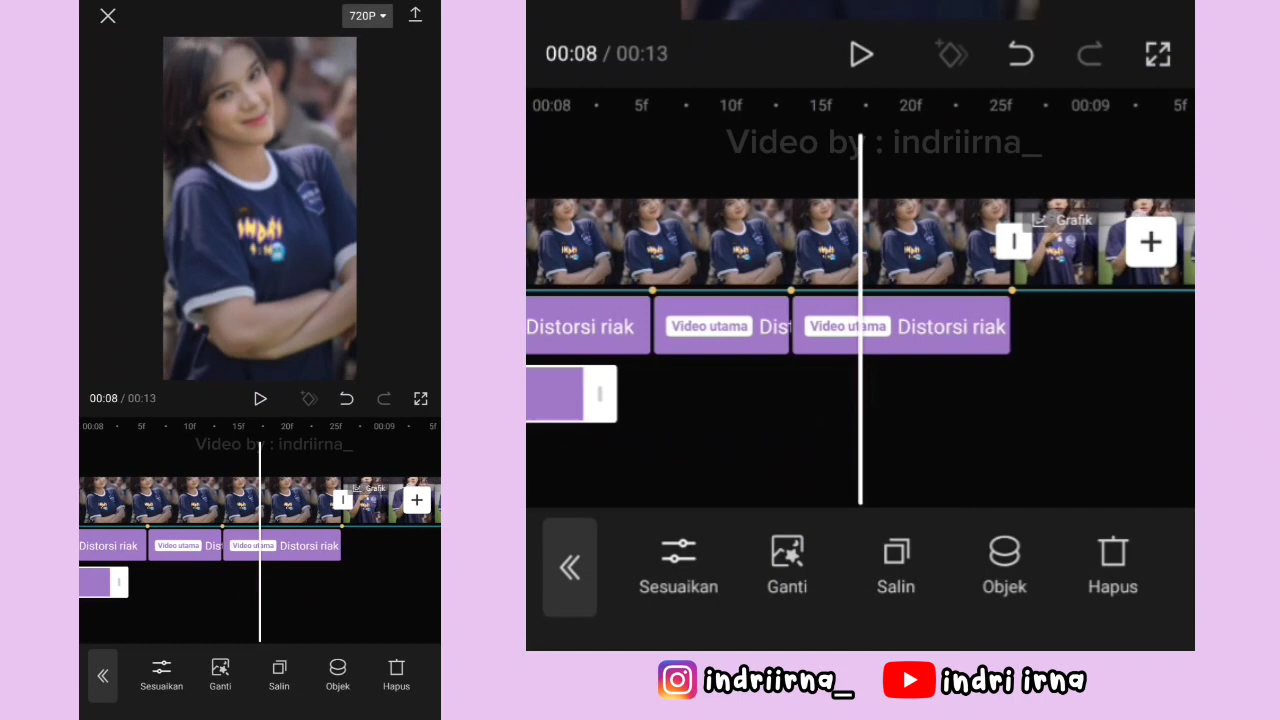 720P
INDRI
00:08 / 00:13
00:08 5f 10f 15f 20f 25f 00:09 5f
Video by : indriirna_
Grafik
Distorsi riak Video utama Dist Video utama Distorsi riak
Sesuaikan Ganti Salin Objek Hapus
00:08 / 00:13
00:08 5f 10f 15f 20f 25f 00:09 5f
Video by : indriirna_
Grafik
Distorsi riak Video utama Dist Video utama Distorsi riak
Sesuaikan Ganti Salin Objek Hapus
indriirna_ indri irna